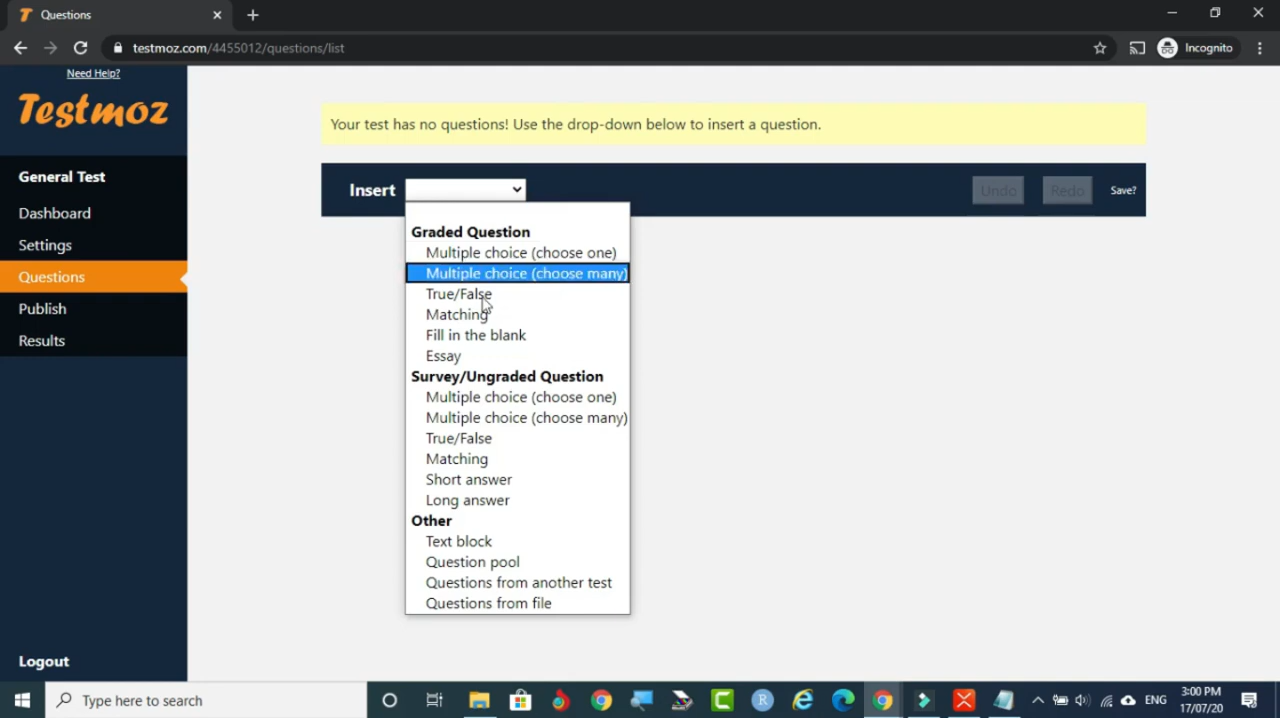 Questions
testmoz.com/4455012/questions/list
Incognito
Need Help?
Testmoz
General Test
Dashboard
Settings
Questions
Publish
Results
Logout
Your test has no questions! Use the drop-down below to insert a question.
Insert
Undo
Redo
Save?
Graded Question
Multiple choice (choose one)
Multiple choice (choose many)
True/False
Matching
Fill in the blank
Essay
Survey/Ungraded Question
Multiple choice (choose one)
Multiple choice (choose many)
True/False
Matching
Short answer
Long answer
Other
Text block
Question pool
Questions from another test
Questions from file
Type here to search
ENG
3:00 PM
17/07/20